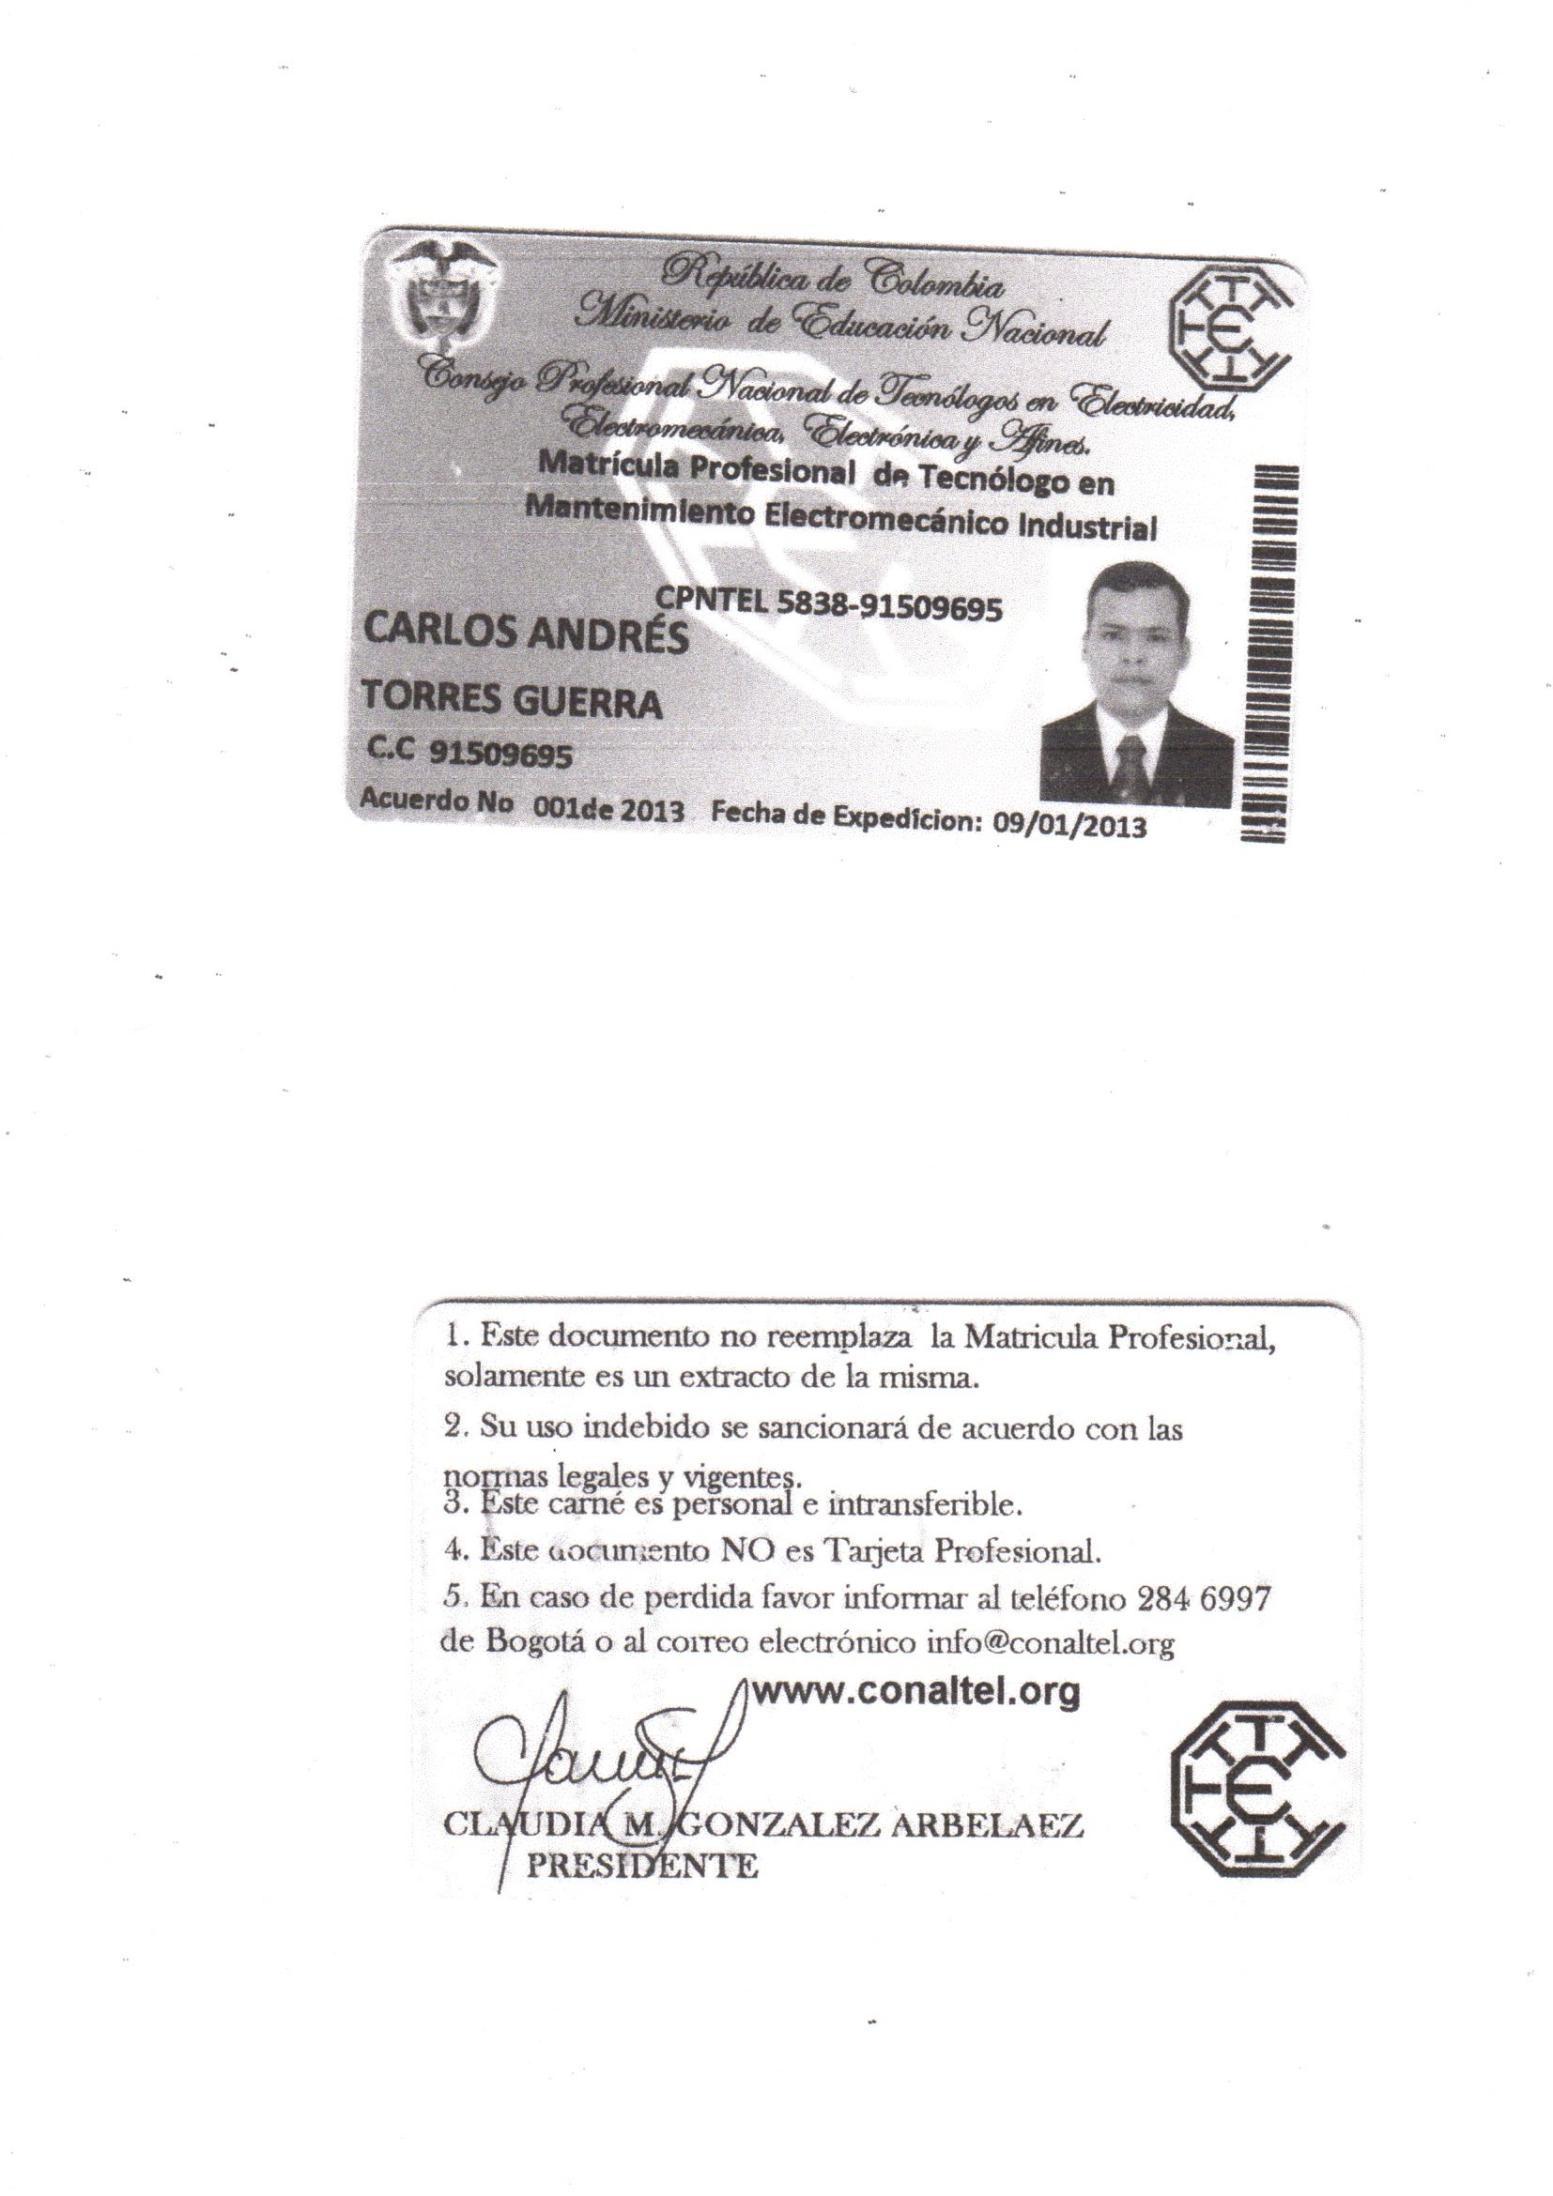 República de Colombia
Ministerio de Educación Nacional
Consejo Profesional Nacional de Tecnólogos en Electricidad,
Electromecánica, Electrónica y Afines.
Matrícula Profesional de Tecnólogo en
Mantenimiento Electromecánico Industrial
CPNTEL 5838-91509695
CARLOS ANDRÉS
TORRES GUERRA
C.C 91509695
Acuerdo No 001de 2013 Fecha de Expedicion: 09/01/2013
1. Este documento no reemplaza la Matricula Profesional,
solamente es un extracto de la misma.
2. Su uso indebido se sancionará de acuerdo con las
normas legales y vigentes.
3. Este carné es personal e intransferible.
4. Este documento NO es Tarjeta Profesional.
5. En caso de perdida favor informar al teléfono 284 6997
de Bogotá o al correo electrónico info@conaltel.org
www.conaltel.org
CLAUDIA M. GONZALEZ ARBELAEZ
PRESIDENTE